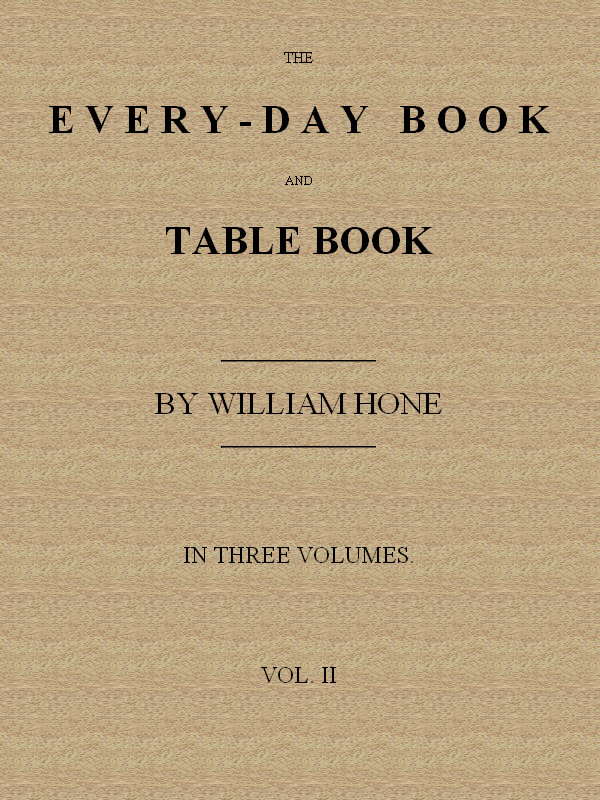 THE
EVERY-DAY BOOK
AND
TABLE BOOK
BY WILLIAM HONE
IN THREE VOLUMES.
VOL. II